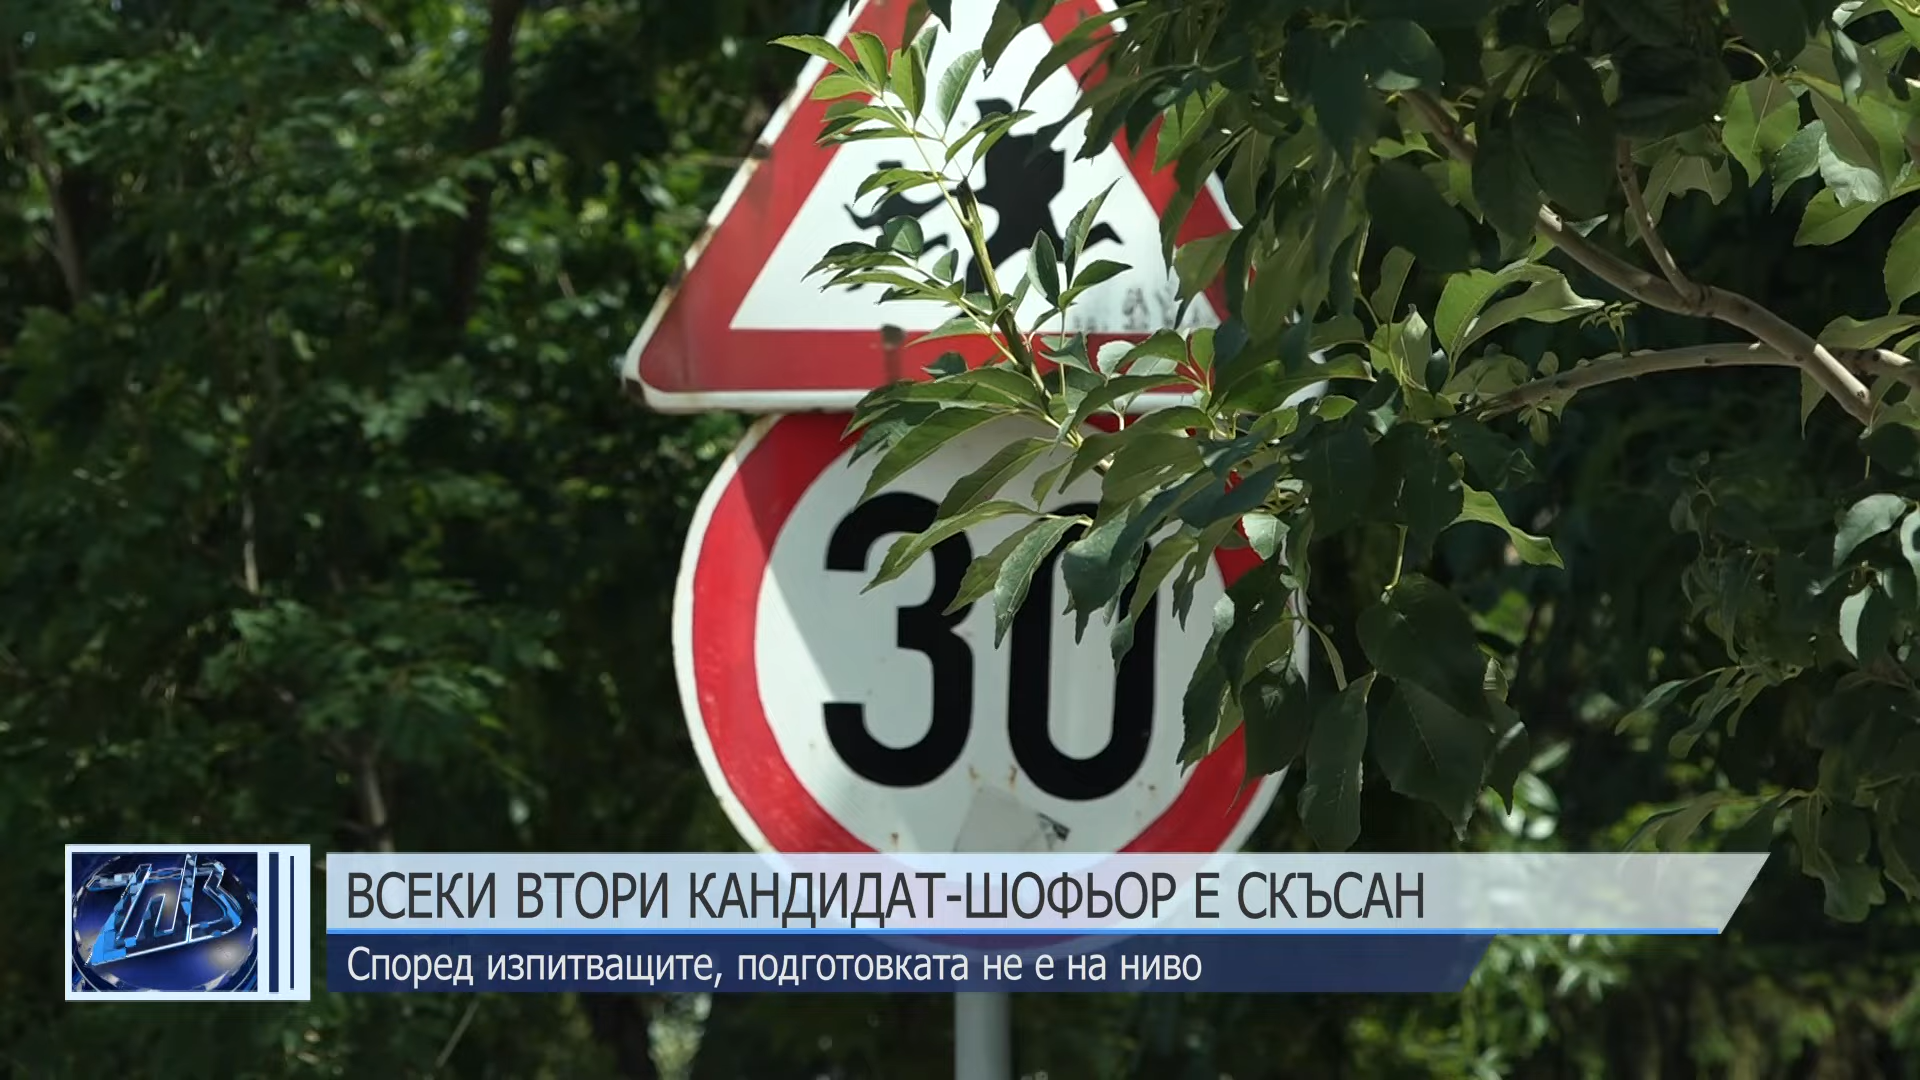 30
ВСЕКИ ВТОРИ КАНДИДАТ-ШОФЬОР Е СКЪСАН
Според изпитващите, подготовката не е на ниво